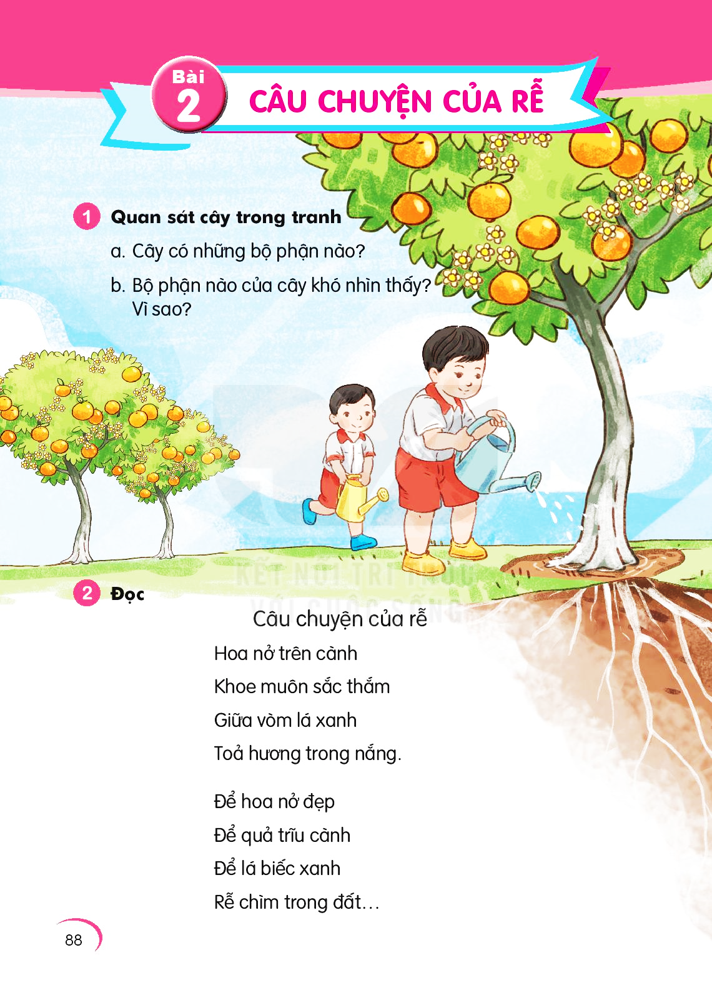 Bài
2
CÂU CHUYỆN CỦA RỄ
1 Quan sát cây trong tranh
a. Cây có những bộ phận nào?
b. Bộ phận nào của cây khó nhìn thấy?
Vì sao?
KẾT NỐI TRI THỨC
VỚI CUỘC SỐNG
2 Đọc
Câu chuyện của rễ
Hoa nở trên cành
Khoe muôn sắc thắm
Giữa vòm lá xanh
Toả hương trong nắng.
Để hoa nở đẹp
Để quả trĩu cành
Để lá biếc xanh
Rễ chìm trong đất...
88